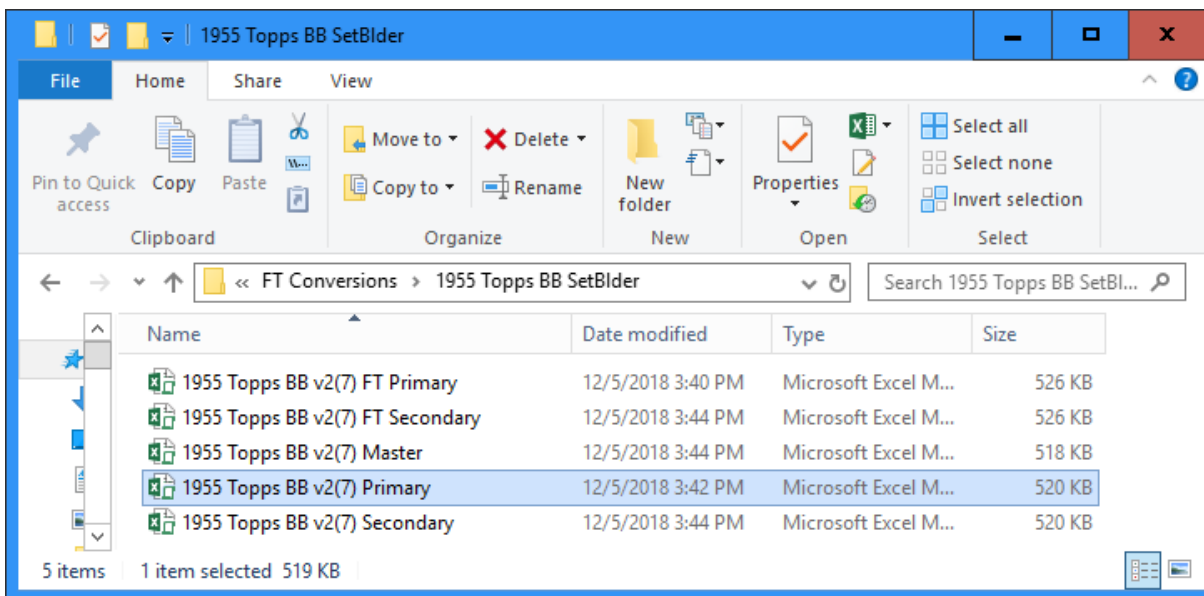 1955 Topps BB SetBlder
File Home Share View
Pin to Quick access
Copy
Paste
Move to
Copy to
Delete
Rename
New folder
Properties
Select all
Select none
Invert selection
Clipboard Organize New Open Select
« FT Conversions > 1955 Topps BB SetBlder
Search 1955 Topps BB SetBl...
Name Date modified Type Size
1955 Topps BB v2(7) FT Primary 12/5/2018 3:40 PM Microsoft Excel M... 526 KB
1955 Topps BB v2(7) FT Secondary 12/5/2018 3:44 PM Microsoft Excel M... 526 KB
1955 Topps BB v2(7) Master 12/5/2018 3:44 PM Microsoft Excel M... 518 KB
1955 Topps BB v2(7) Primary 12/5/2018 3:42 PM Microsoft Excel M... 520 KB
1955 Topps BB v2(7) Secondary 12/5/2018 3:44 PM Microsoft Excel M... 520 KB
5 items 1 item selected 519 KB